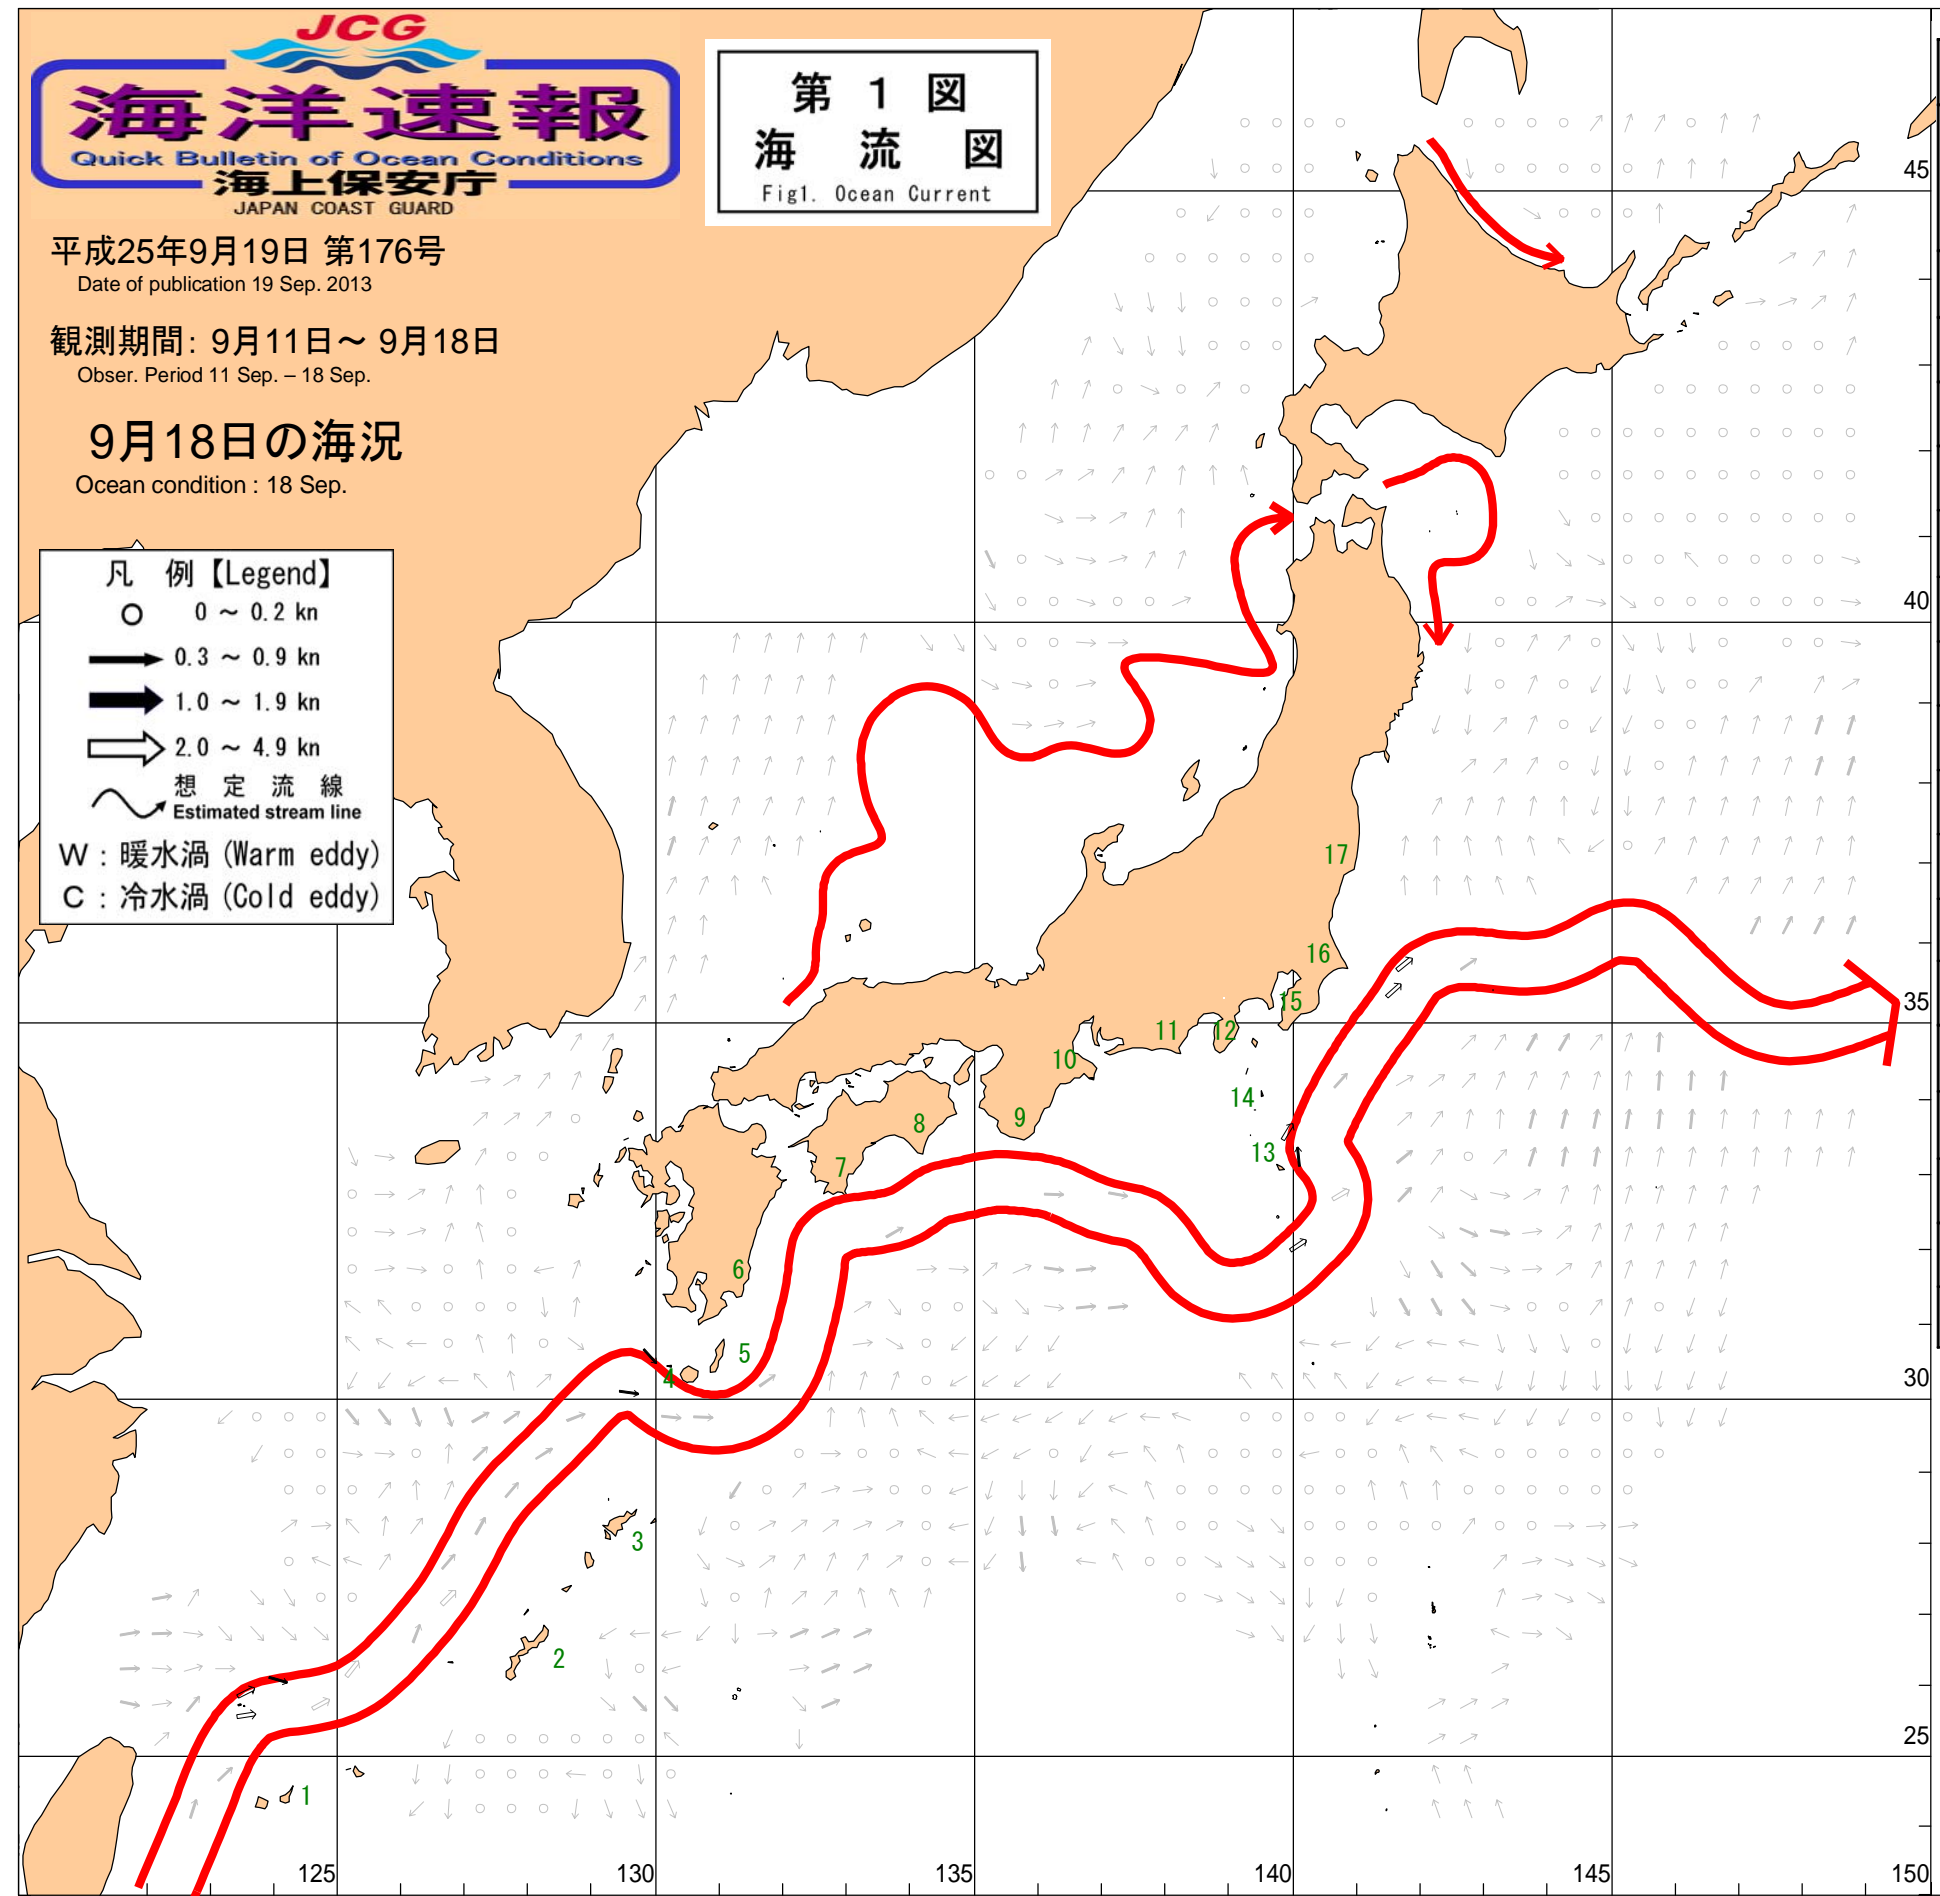 JCG
海洋速報
Quick Bulletin of Ocean Conditions
海上保安庁
JAPAN COAST GUARD
第 1 図
海 流 図
Fig1. Ocean Current
平成25年9月19日 第176号
Date of publication 19 Sep. 2013
観測期間: 9月11日～ 9月18日
Obser. Period 11 Sep. – 18 Sep.
9月18日の海況
Ocean condition : 18 Sep.
凡 例【Legend】
0 ～ 0.2 kn
0.3 ～ 0.9 kn
1.0 ～ 1.9 kn
2.0 ～ 4.9 kn
想 定 流 線
Estimated stream line
W : 暖水渦 (Warm eddy)
C : 冷水渦 (Cold eddy)
45
40
17
16
35
15
12
11
10
14
9
8
13
7
6
5
4
30
3
2
25
1
125
130
135
140
145
150